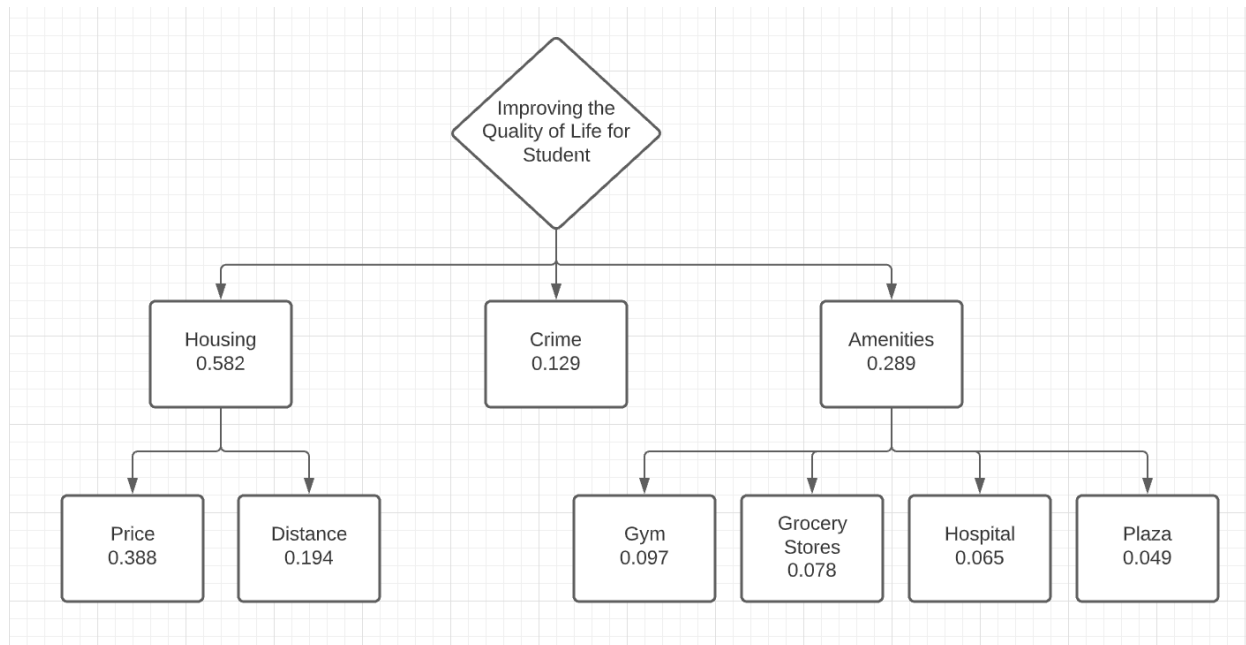 Improving the
Quality of Life for
Student
Housing
0.582
Crime
0.129
Amenities
0.289
Price
0.388
Distance
0.194
Gym
0.097
Grocery
Stores
0.078
Hospital
0.065
Plaza
0.049